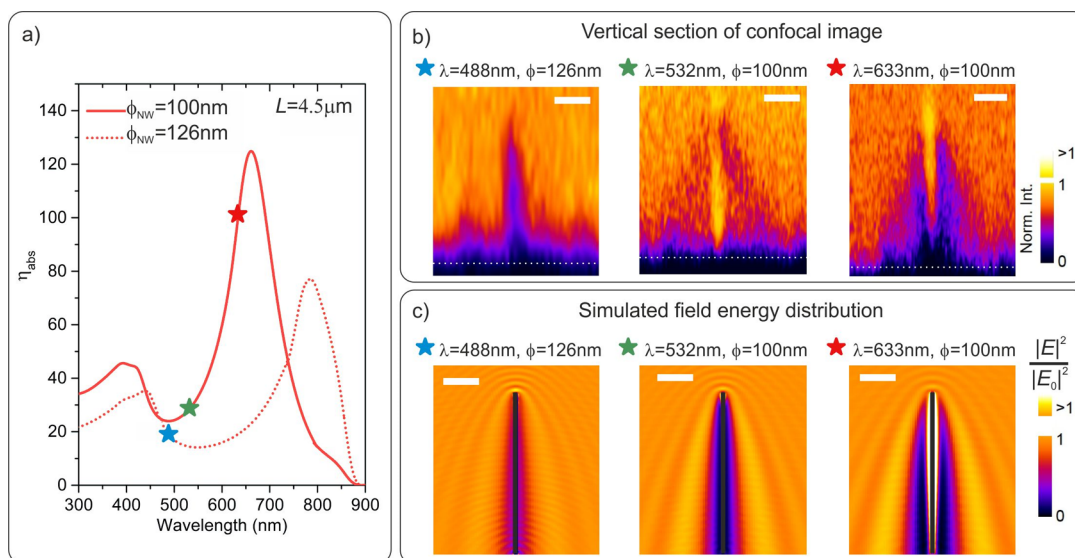 a)
ϕNW=100nm
ϕNW=126nm
L=4.5μm
140
120
100
80
60
40
20
0
ηabs
300 400 500 600 700 800 900
Wavelength (nm)
b)
Vertical section of confocal image
λ=488nm, ϕ=126nm
λ=532nm, ϕ=100nm
λ=633nm, ϕ=100nm
>1
1
0
Norm. Int.
c)
Simulated field energy distribution
λ=488nm, ϕ=126nm
λ=532nm, ϕ=100nm
λ=633nm, ϕ=100nm
|E|²
|E₀|²
>1
1
0